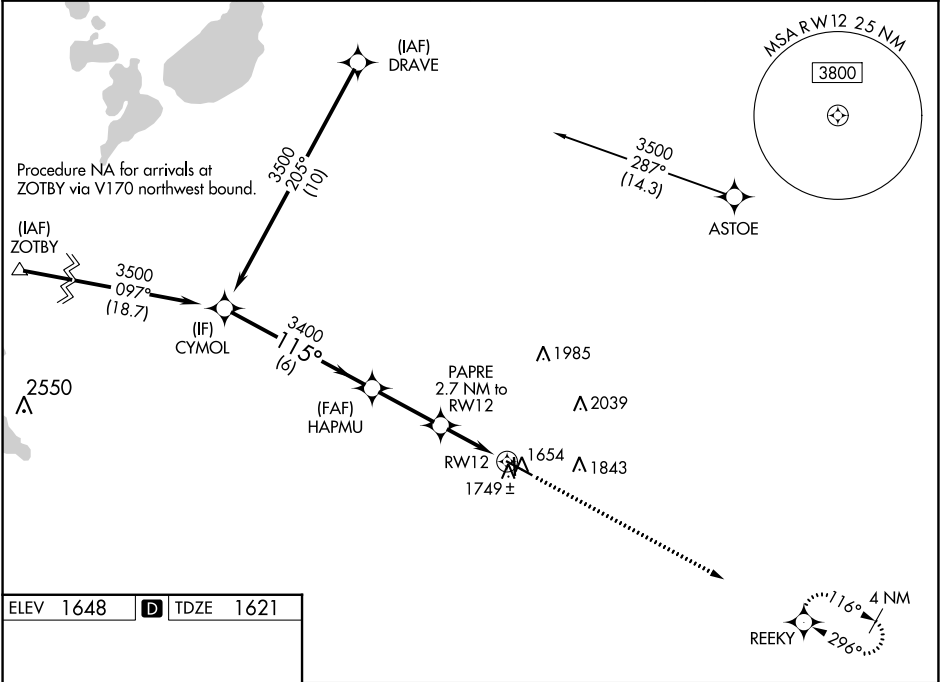 (IAF)
DRAVE
MSA RW12 25 NM
3800
3500
205°
(10)
3500
287°
(14.3)
ASTOE
Procedure NA for arrivals at
ZOTBY via V170 northwest bound.
(IAF)
ZOTBY
3500
097°
(18.7)
(IF)
CYMOL
3400
115°
(6)
(FAF)
HAPMU
PAPRE
2.7 NM to
RW12
1985
2039
2550
RW12
1654
1843
1749 ±
ELEV 1648 D TDZE 1621
REEKY
116°
4 NM
296°